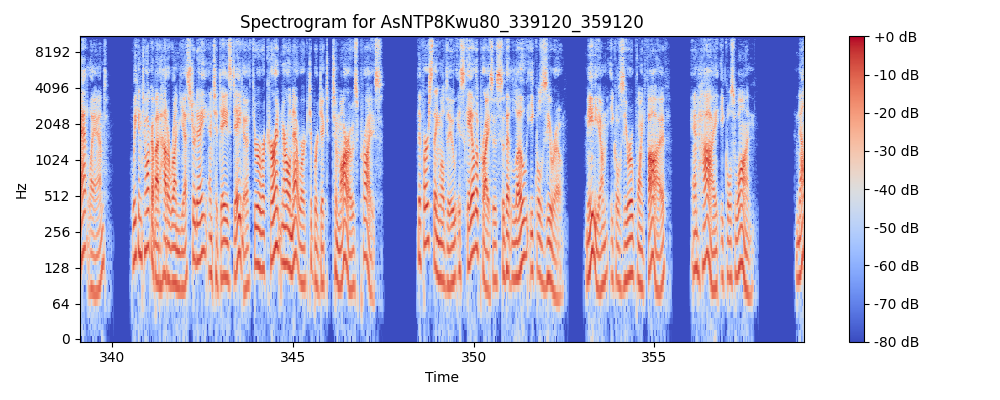 Spectrogram for AsNTP8Kwu80_339120_359120
8192
4096
2048
1024
512
256
128
64
0
Hz
340
345
350
355
Time
+0 dB
-10 dB
-20 dB
-30 dB
-40 dB
-50 dB
-60 dB
-70 dB
-80 dB